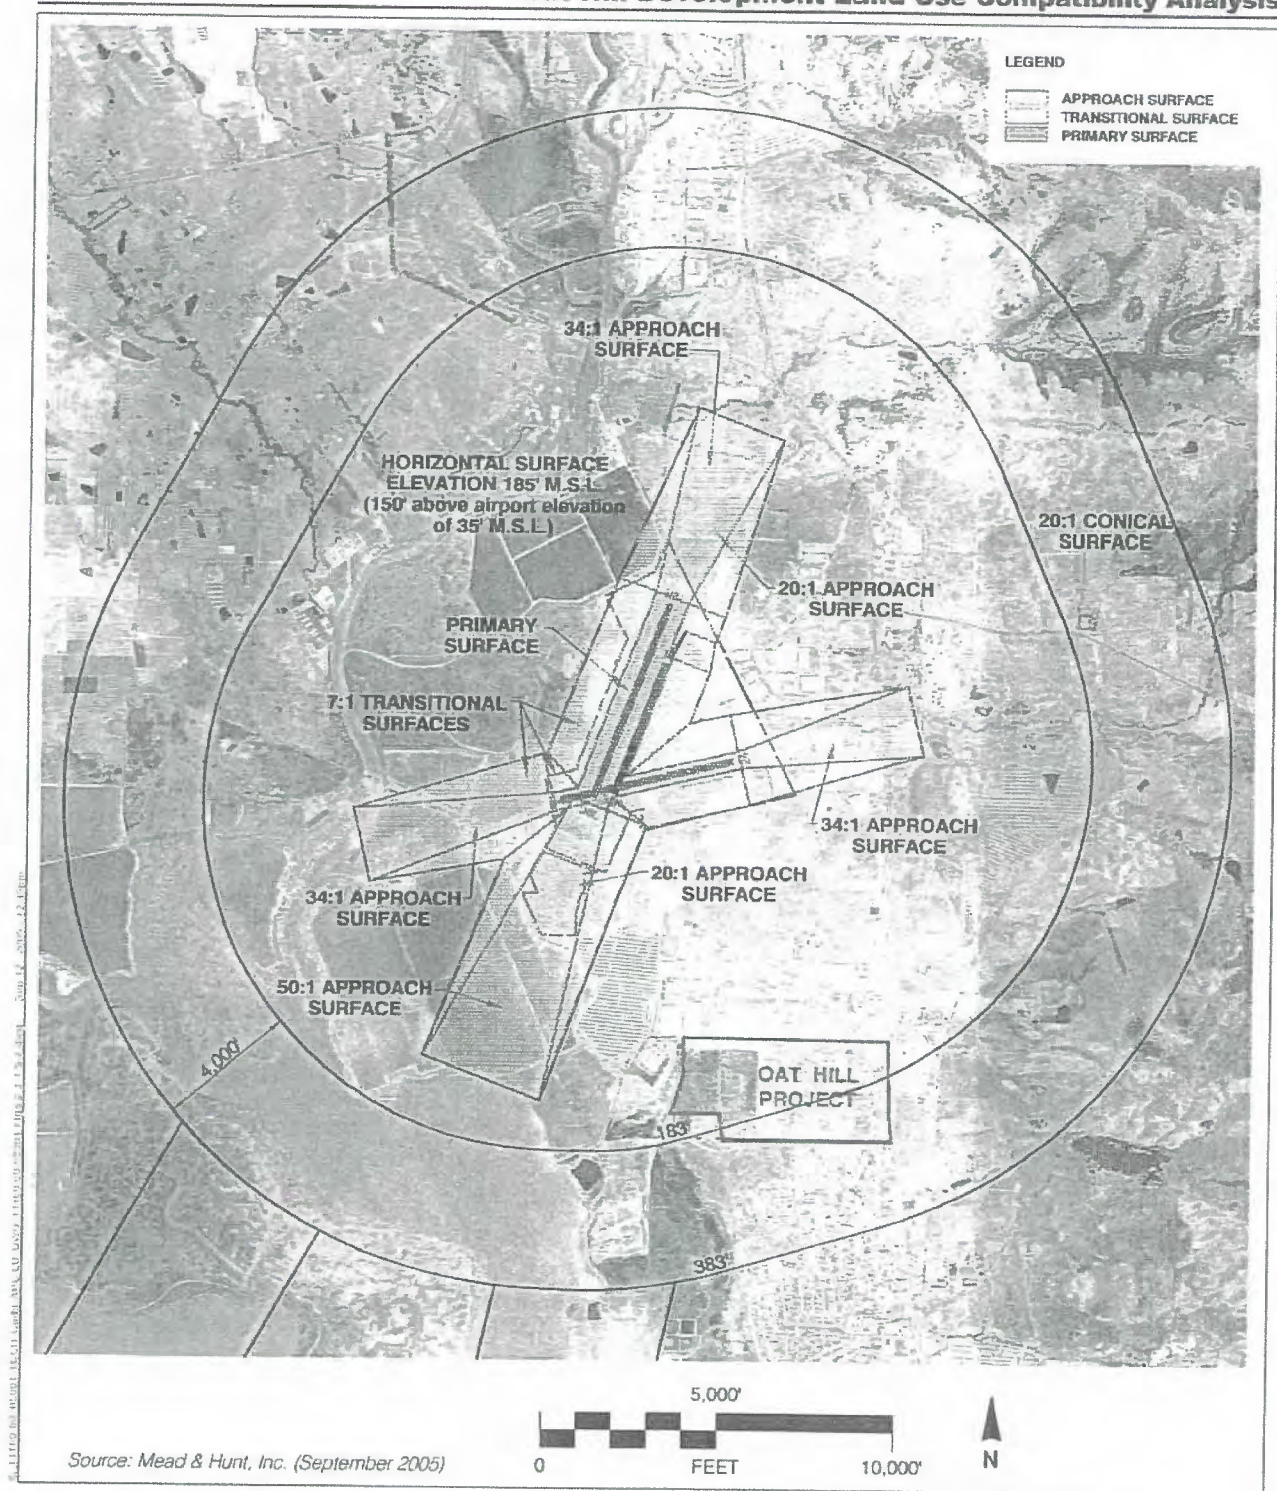 Development Land Use Compatibility Analysis
LEGEND
APPROACH SURFACE
TRANSITIONAL SURFACE
PRIMARY SURFACE
34:1 APPROACH
SURFACE
HORIZONTAL SURFACE
ELEVATION 185' M.S.L.
(150' above airport elevation
of 35' M.S.L.)
20:1 CONICAL
SURFACE
20:1 APPROACH
SURFACE
PRIMARY
SURFACE
7:1 TRANSITIONAL
SURFACES
34:1 APPROACH
SURFACE
20:1 APPROACH
SURFACE
34:1 APPROACH
SURFACE
50:1 APPROACH
SURFACE
4,000'
OAT HILL
PROJECT
183'
383'
5,000'
0
FEET
10,000'
N
Source: Mead & Hunt, Inc. (September 2005)